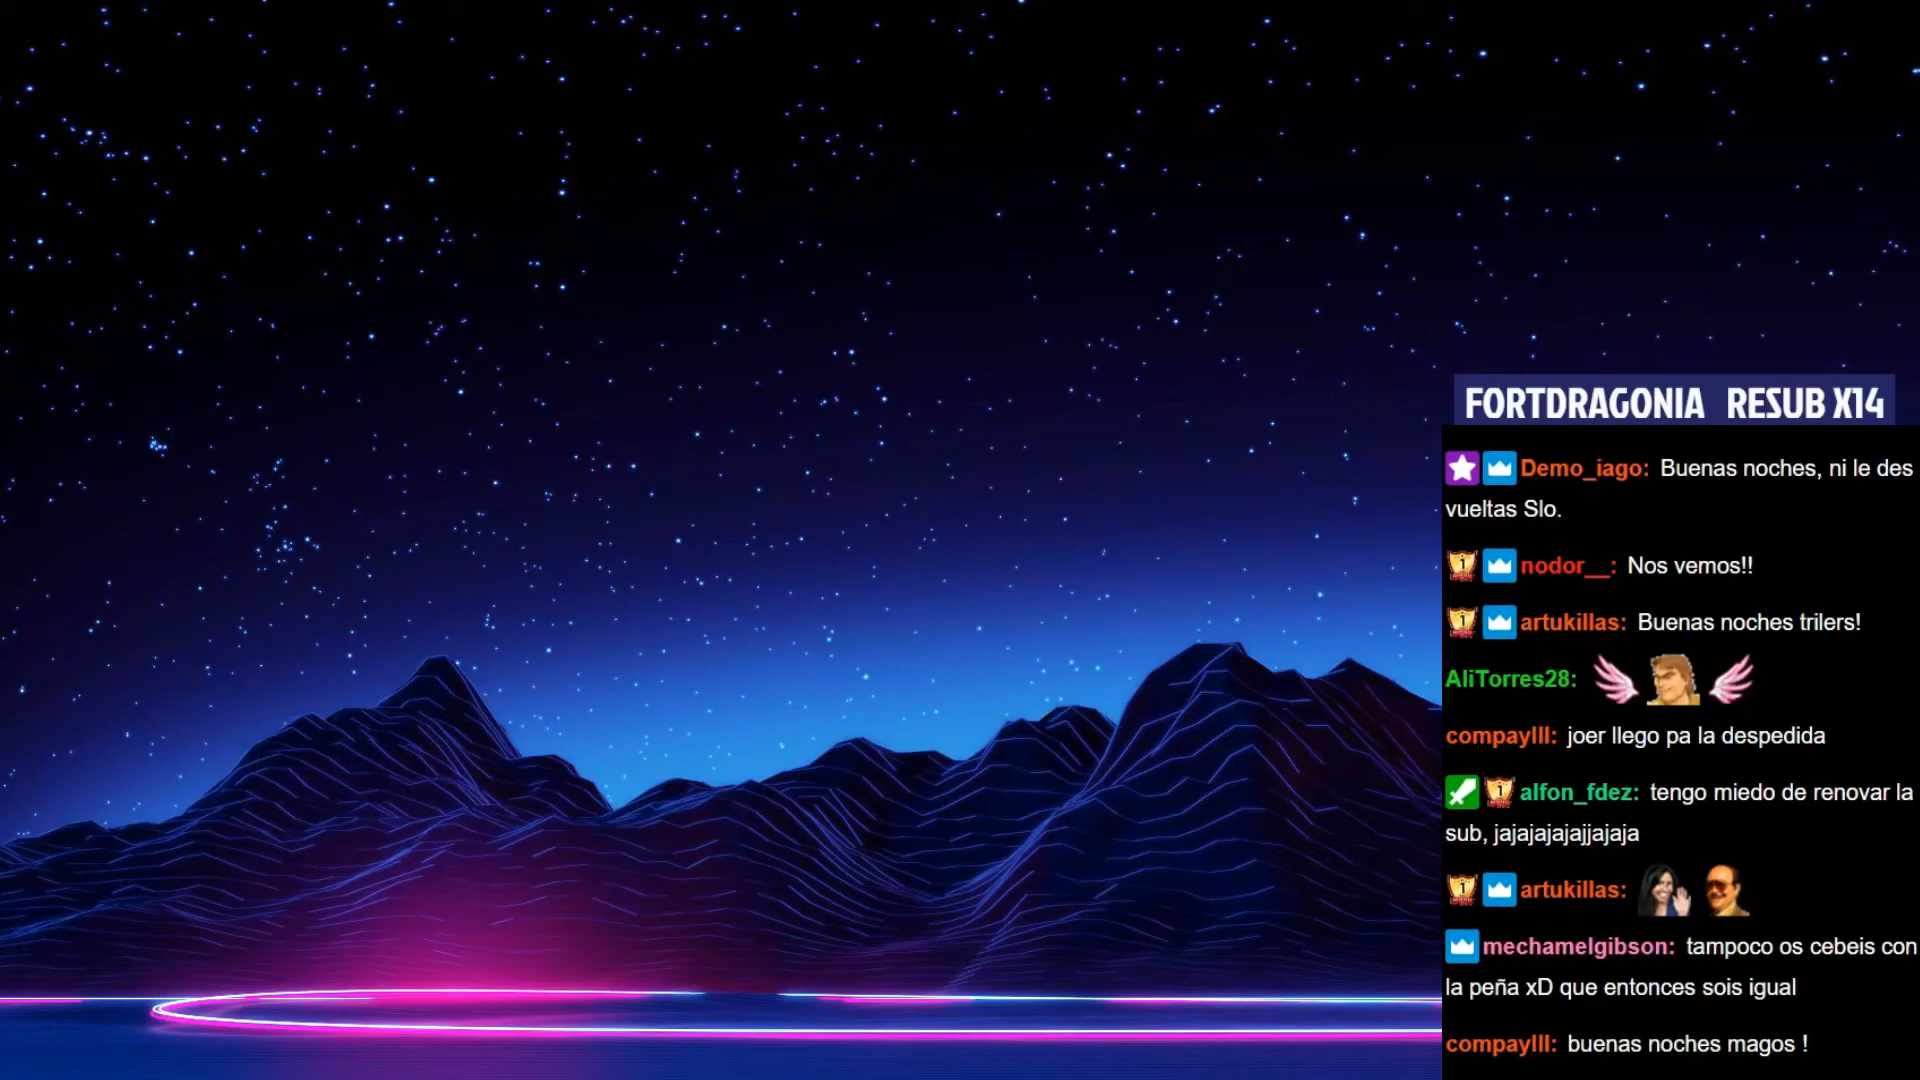 FORTDRAGONIA RESUB X14
Demo_iago: Buenas noches, ni le des
vueltas Slo.
nodor__: Nos vemos!!
artukillas: Buenas noches trilers!
AliTorres28:
compaylll: joer llego pa la despedida
alfon_fdez: tengo miedo de renovar la
sub, jajajajajajjajaja
artukillas:
mechamelgibson: tampoco os cebeis con
la peña xD que entonces sois igual
compaylll: buenas noches magos !